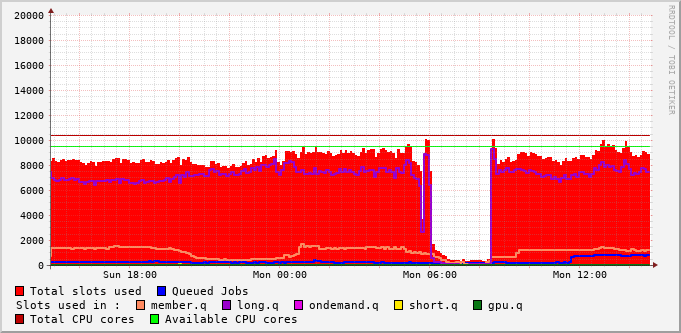 20000
18000
16000
14000
12000
10000
8000
6000
4000
2000
0
Sun 18:00 Mon 00:00 Mon 06:00 Mon 12:00
Total slots used Queued Jobs
Slots used in : member.q long.q ondemand.q short.q gpu.q
Total CPU cores Available CPU cores
RRDTOOL / TOBI OETIKER